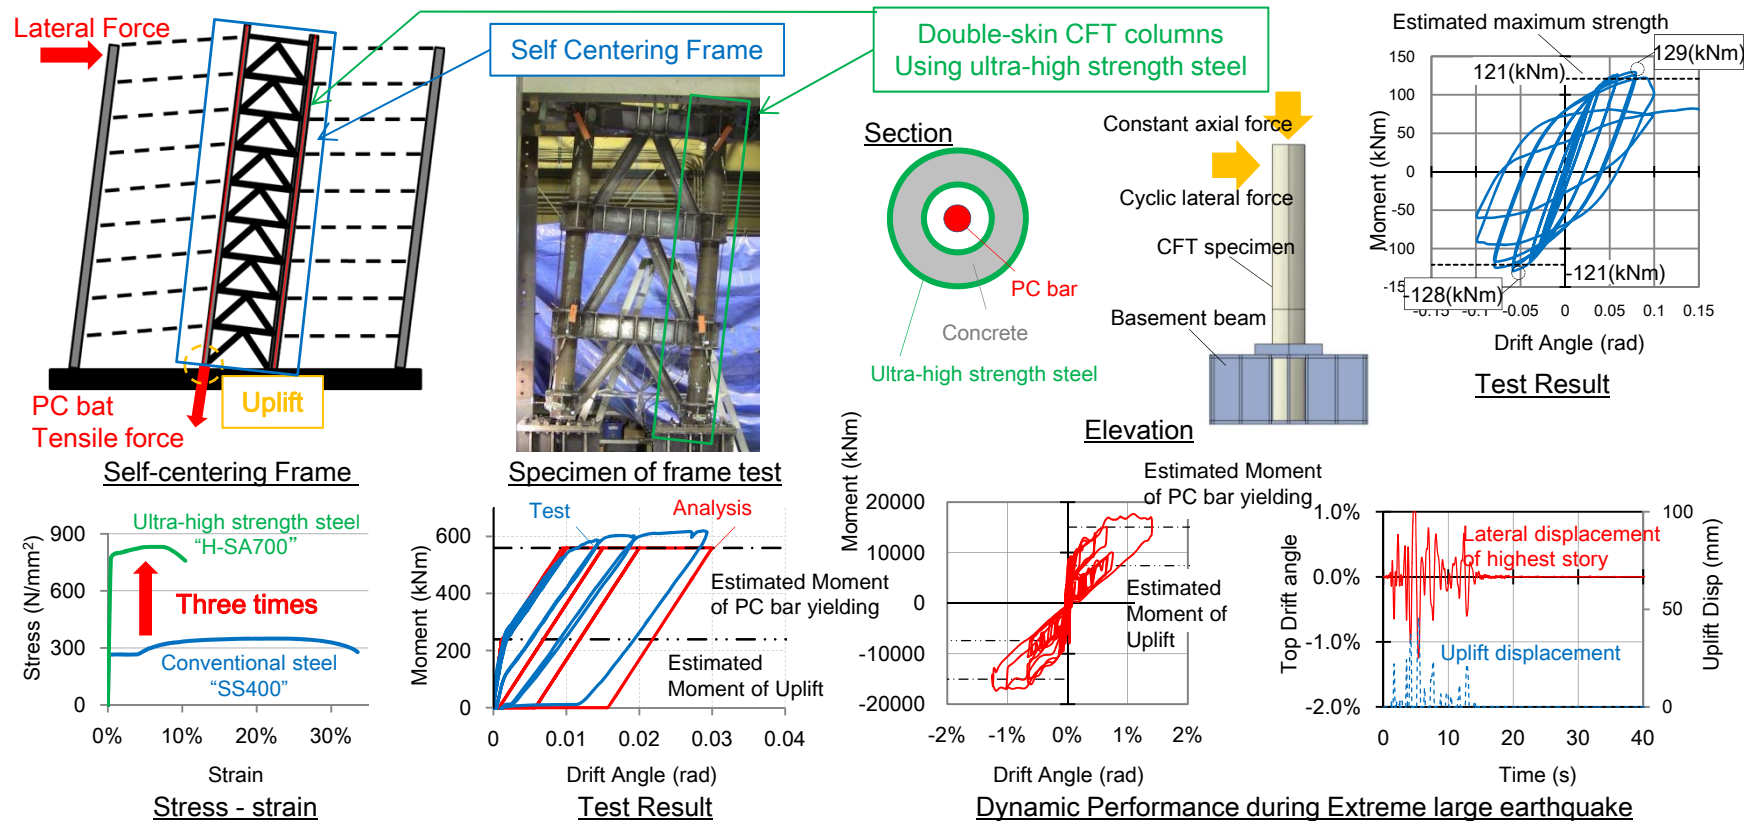 Lateral Force
Self Centering Frame
Double-skin CFT columns
Using ultra-high strength steel
Uplift
PC bat
Tensile force
Self-centering Frame
Specimen of frame test
Section
PC bar
Concrete
Ultra-high strength steel
Constant axial force
Cyclic lateral force
CFT specimen
Basement beam
Elevation
Estimated maximum strength
129(kNm)
121(kNm)
-121(kNm)
-128(kNm)
Moment (kNm)
150
100
50
0
-50
-100
-15
-0.15
-0.05
0
0.05
0.1
0.15
Drift Angle (rad)
Test Result
Stress (N/mm2)
900
600
300
0
Ultra-high strength steel
“H-SA700”
Three times
Conventional steel
“SS400”
0%
10%
20%
30%
Strain
Stress - strain
Moment (kNm)
600
400
200
0
Test
Analysis
Estimated Moment
of PC bar yielding
Estimated
Moment of Uplift
0
0.01
0.02
0.03
0.04
Drift Angle (rad)
Test Result
Moment (kNm)
20000
10000
0
-10000
-20000
Estimated Moment
of PC bar yielding
Estimated
Moment of
Uplift
-2%
-1%
0%
1%
2%
Drift Angle (rad)
Top Drift angle
1.0%
0.0%
-1.0%
-2.0%
Lateral displacement
of highest story
Uplift displacement
100
50
0
Uplift Disp (mm)
0
10
20
30
40
Time (s)
Dynamic Performance during Extreme large earthquake